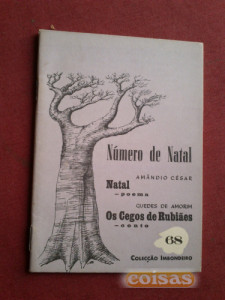 Número de Natal
AMÂNDIO CÉSAR
Natal
—poema
GUEDES DE AMORIM
Os Cegos de Rubiães
—conto
68
COLECÇÃO IMBONDEIRO
coisas